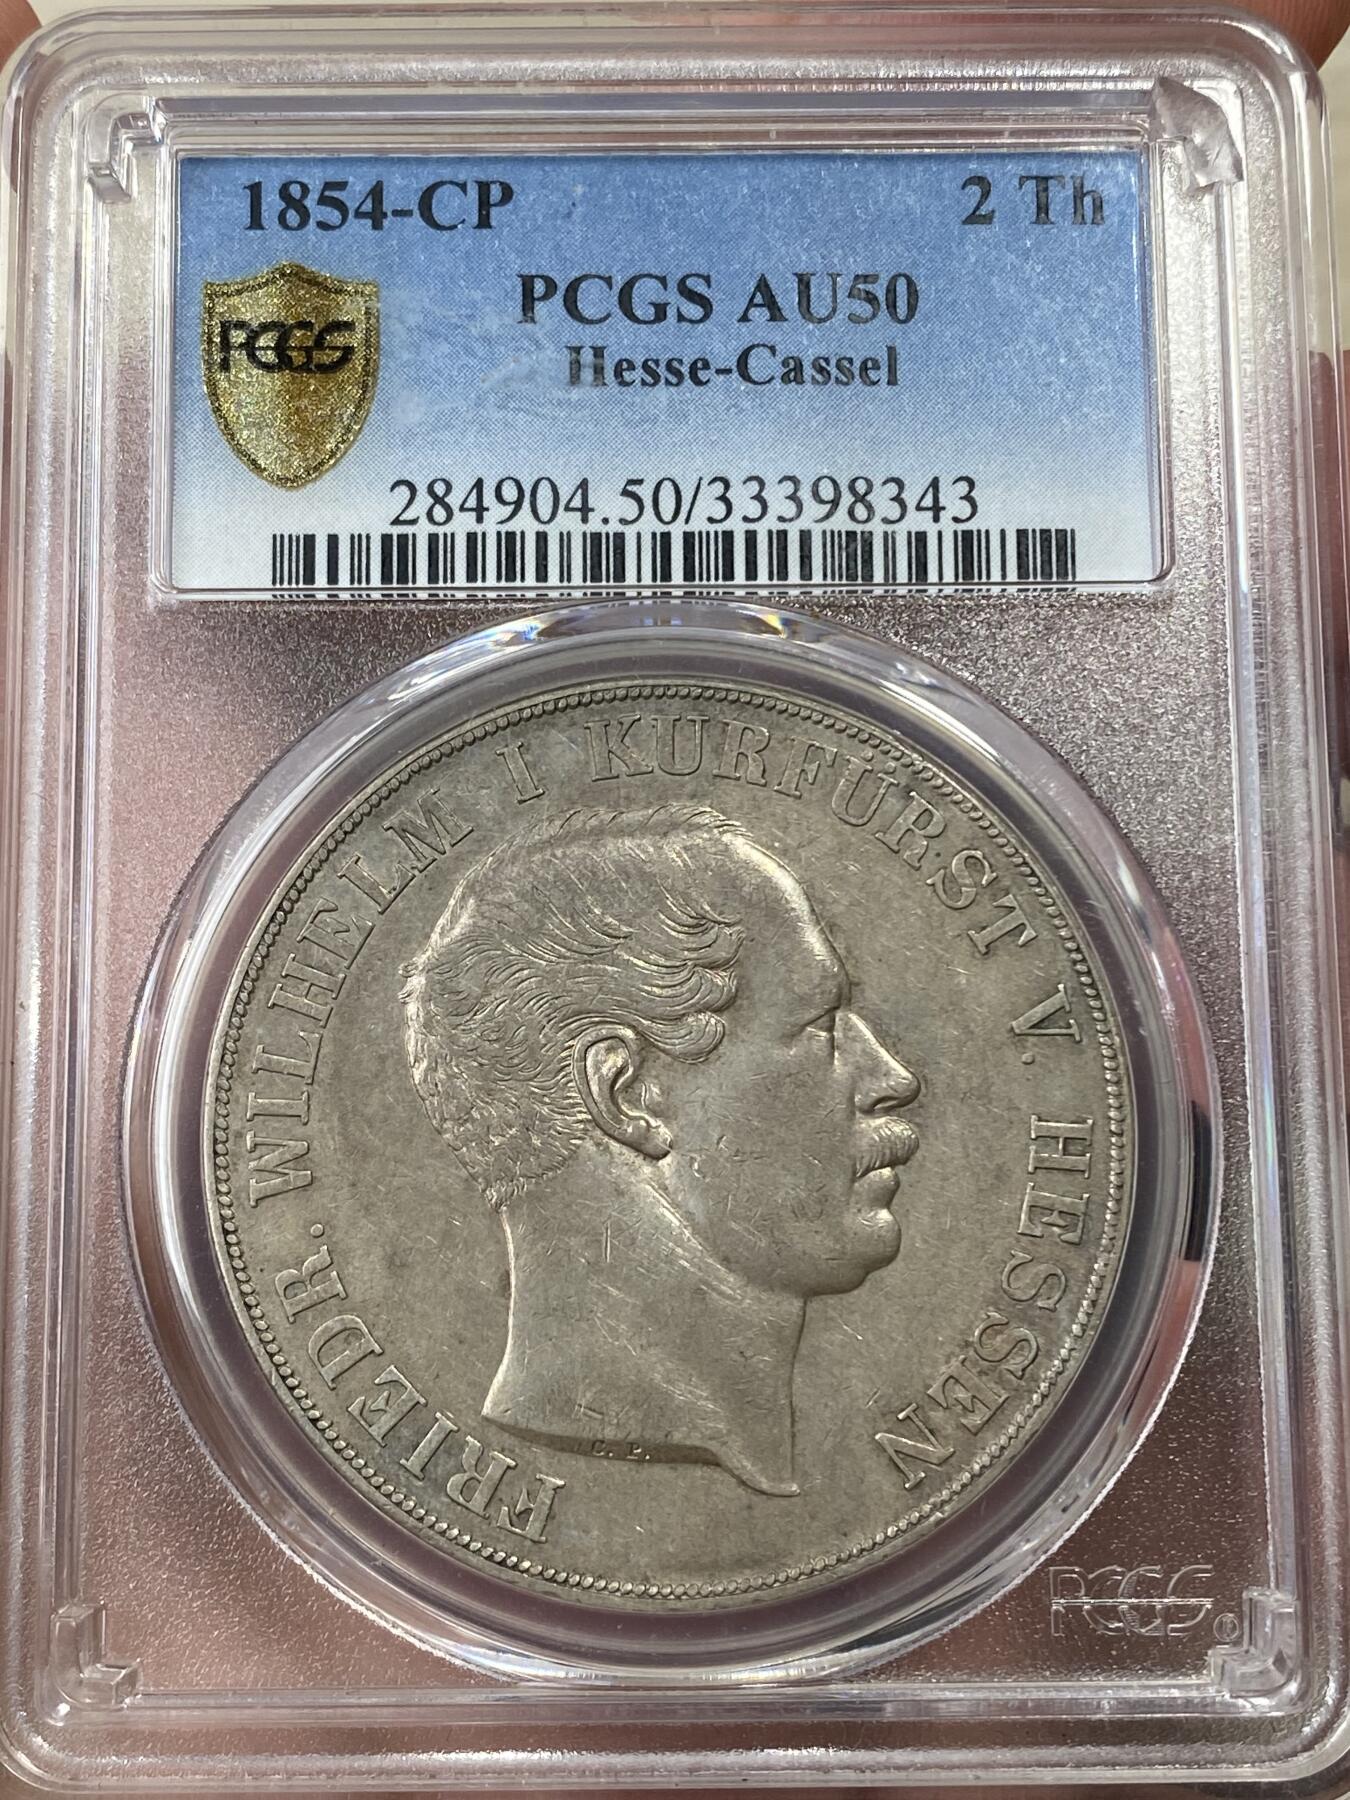 1854-CP 2 Th
PCGS AU50
PCGS
Hesse-Cassel
284904.50/33398343
FRIEDR. WILHELM I KURFÜRST V. HESSEN
C. P.
PCGS